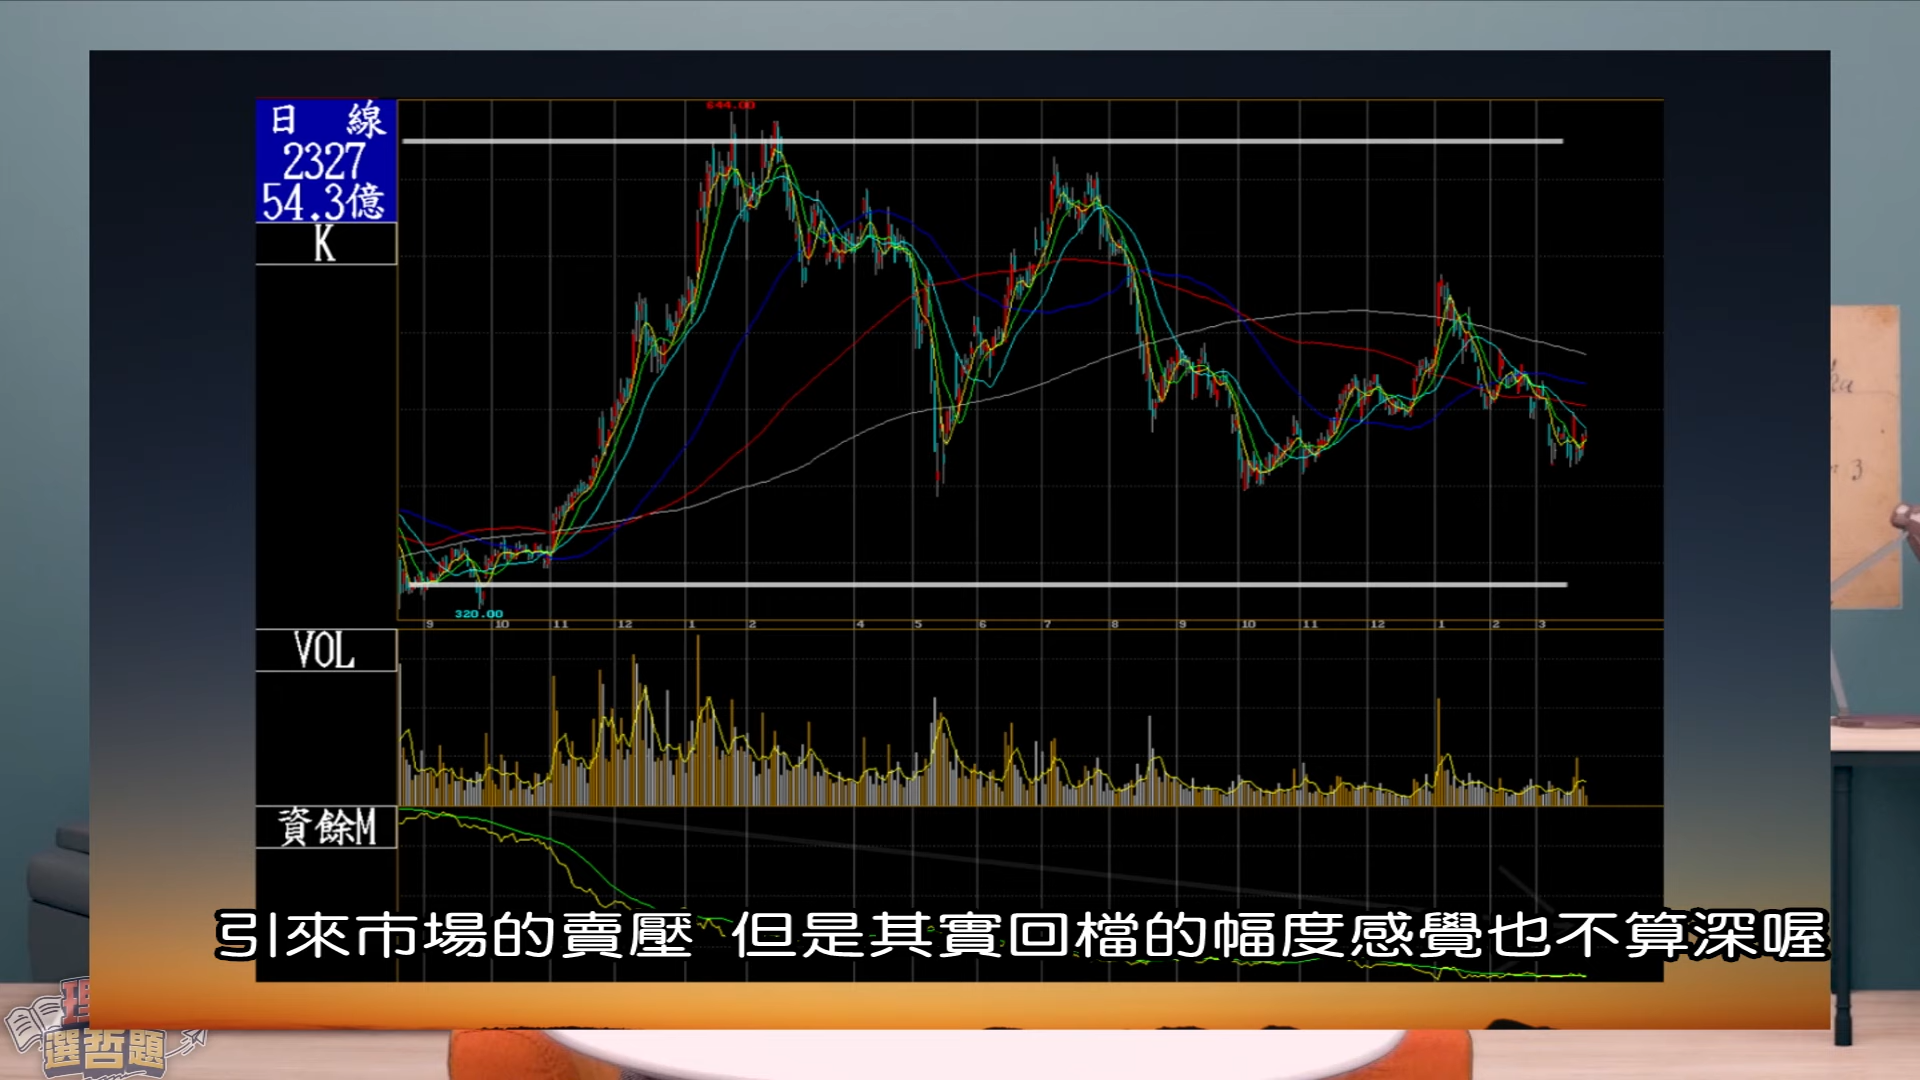 日 線
2327
54.3億
K
644.00
320.00
9 10 11 12 1 2 4 5 6 7 8 9 10 11 12 1 2 3
VOL
資餘M
引來市場的賣壓 但是其實回檔的幅度感覺也不算深喔
選哲題